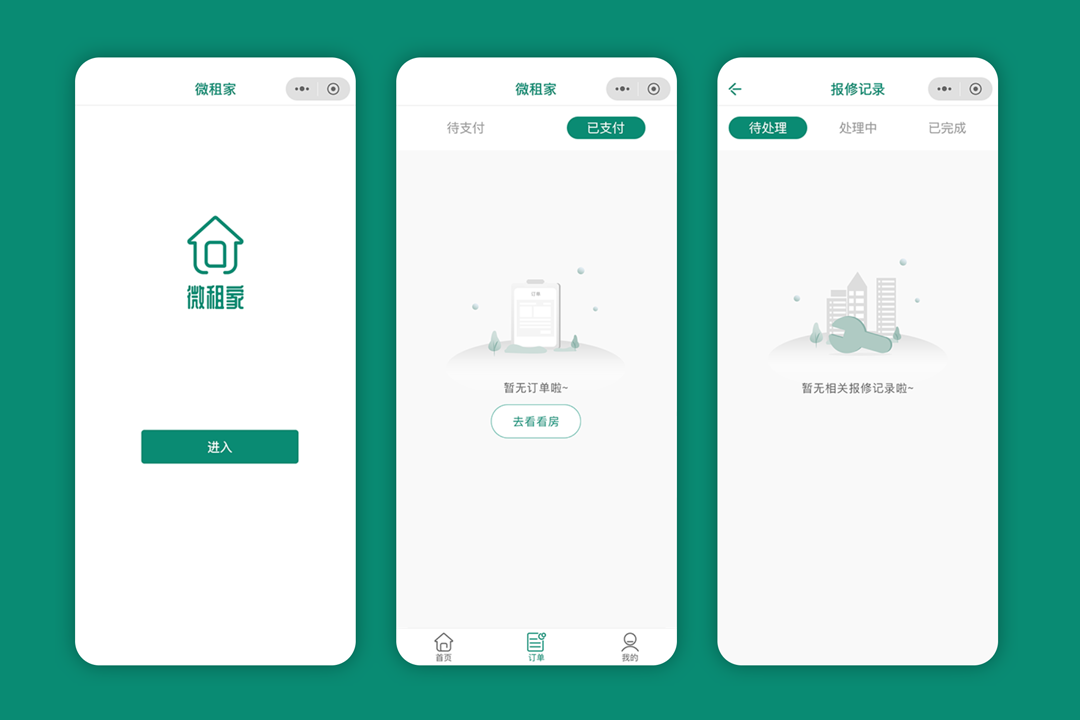 微租家
微租家
进入
微租家
待支付
已支付
订单
暂无订单啦~
去看看房
首页
订单
我的
报修记录
待处理
处理中
已完成
暂无相关报修记录啦~